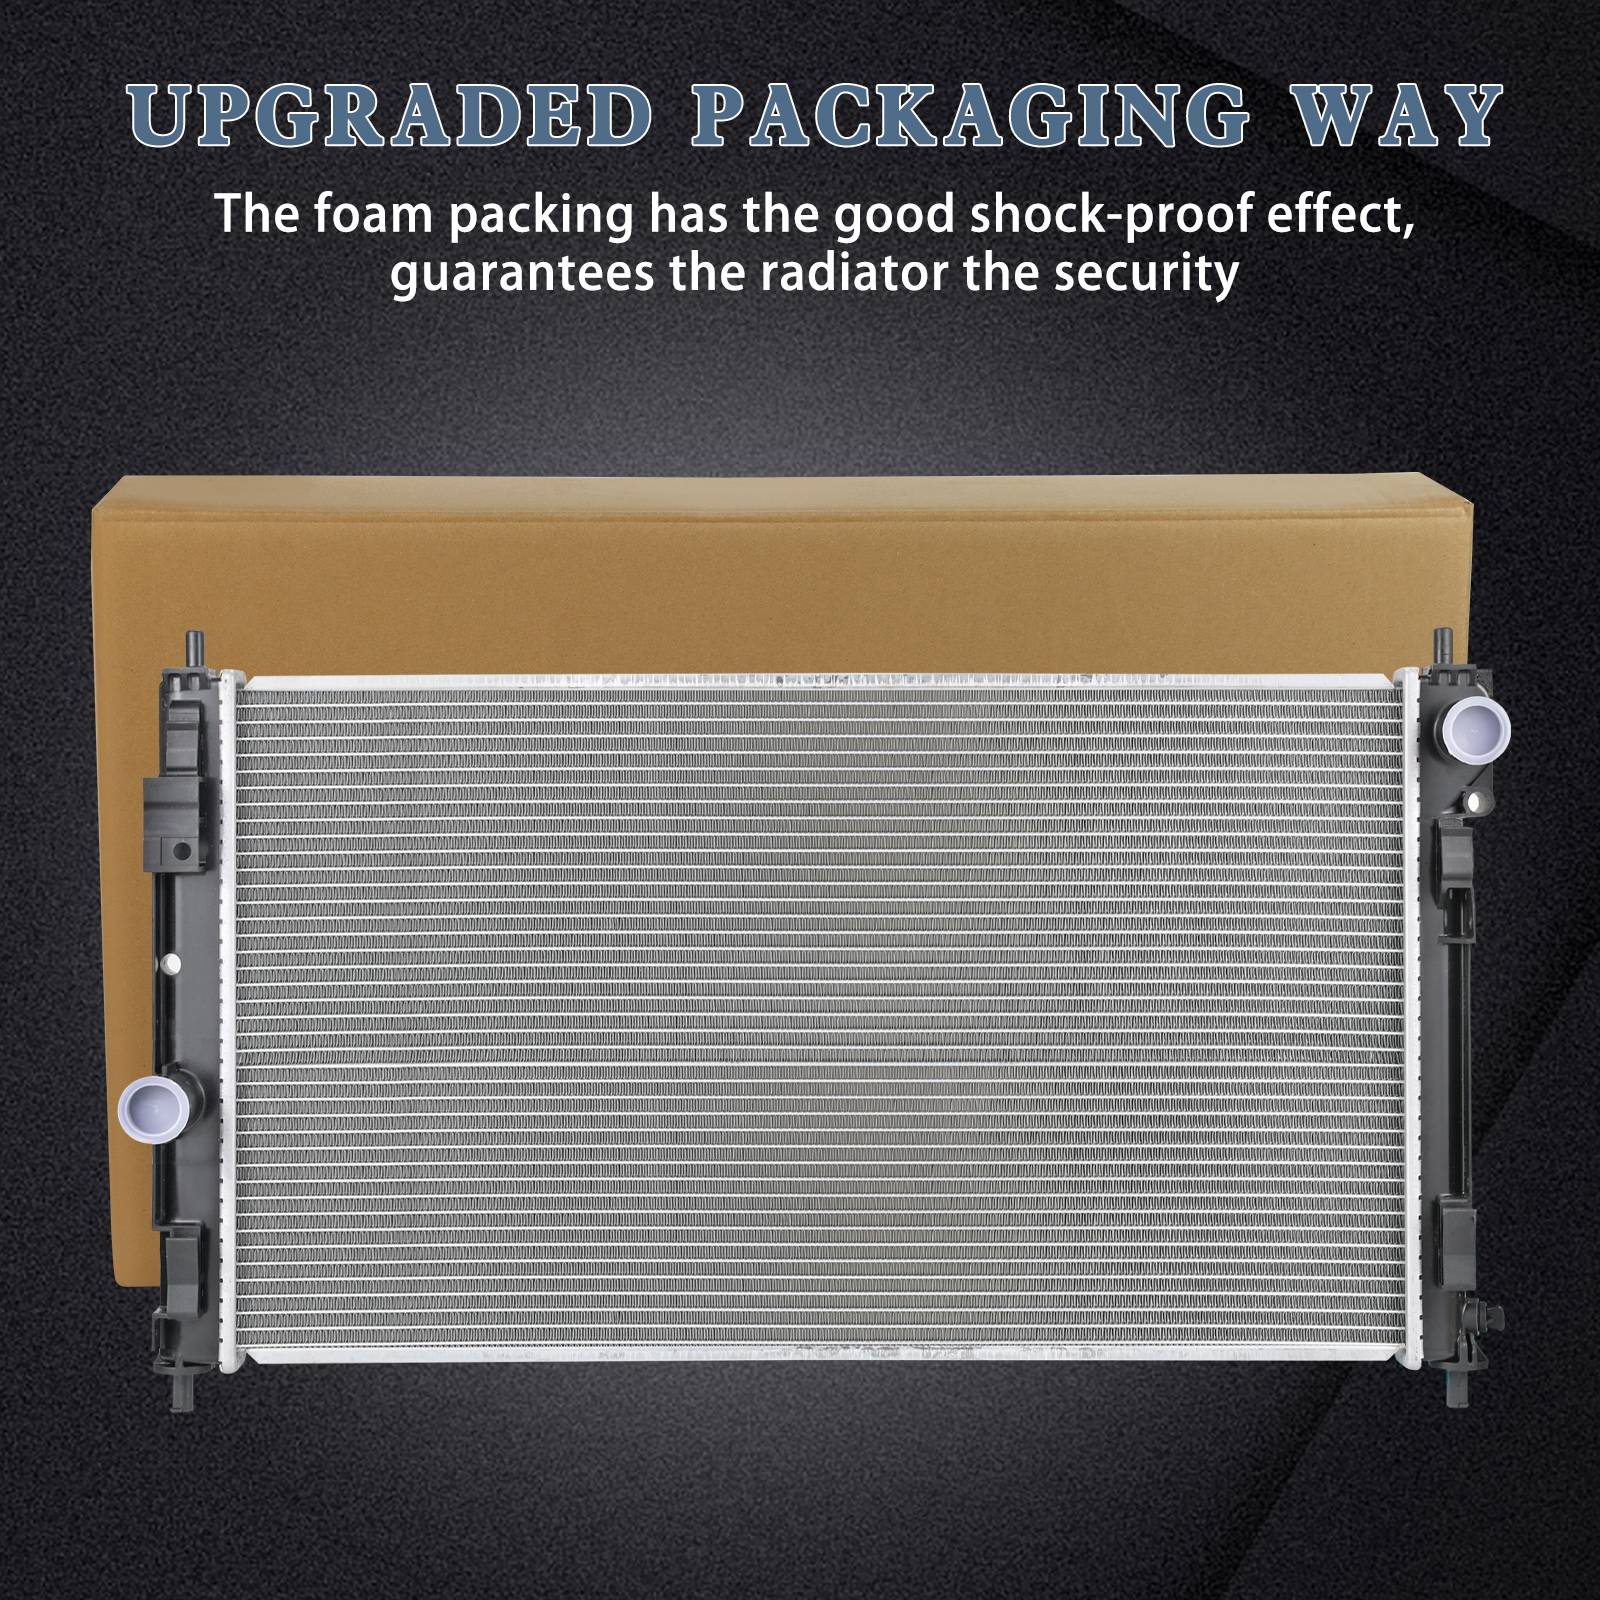 UPGRADED PACKAGING WAY
The foam packing has the good shock-proof effect,
guarantees the radiator the security